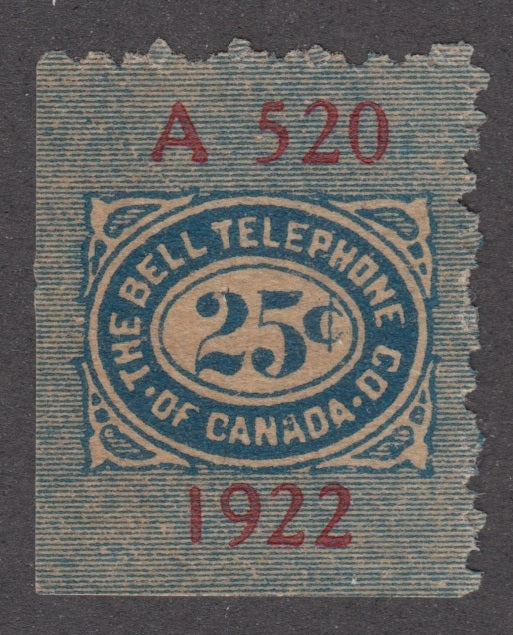 A 520
THE BELL TELEPHONE CO
25¢
·OF CANADA·
1922